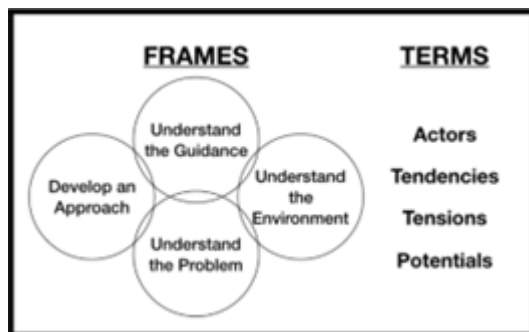 FRAMES
Understand
the Guidance
Develop an
Approach
Understand
the
Environment
Understand
the Problem
TERMS
Actors
Tendencies
Tensions
Potentials